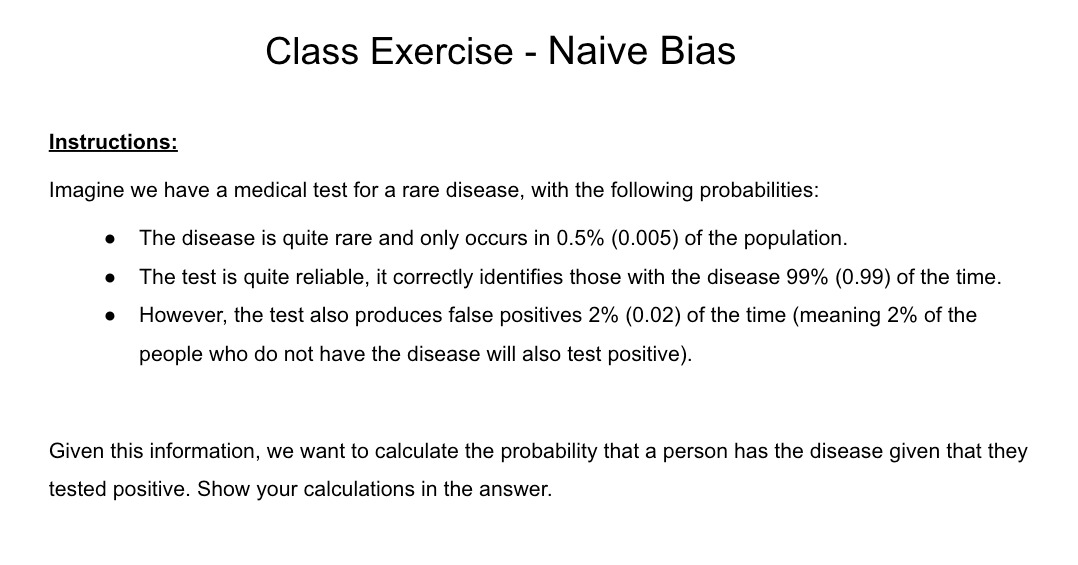 Class Exercise - Naive Bias
Instructions:
Imagine we have a medical test for a rare disease, with the following probabilities:
● The disease is quite rare and only occurs in 0.5% (0.005) of the population.
● The test is quite reliable, it correctly identifies those with the disease 99% (0.99) of the time.
● However, the test also produces false positives 2% (0.02) of the time (meaning 2% of the
people who do not have the disease will also test positive).
Given this information, we want to calculate the probability that a person has the disease given that they
tested positive. Show your calculations in the answer.